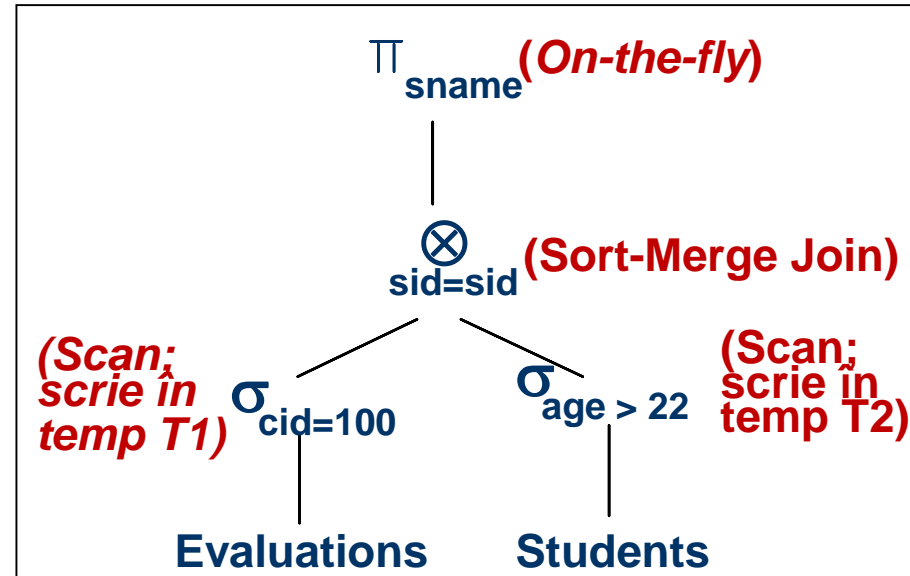 π sname (On-the-fly)
⊗ sid=sid (Sort-Merge Join)
(Scan; scrie în temp T1)
σ cid=100
σ age > 22
(Scan; scrie în temp T2)
Evaluations Students